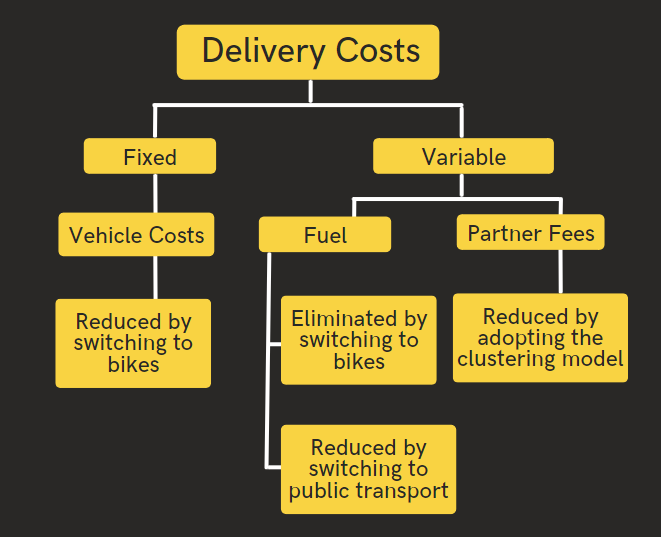 Delivery Costs
Fixed
Variable
Vehicle Costs
Fuel
Partner Fees
Reduced by
switching to
bikes
Eliminated by
switching to
bikes
Reduced by
adopting the
clustering model
Reduced by
switching to
public transport